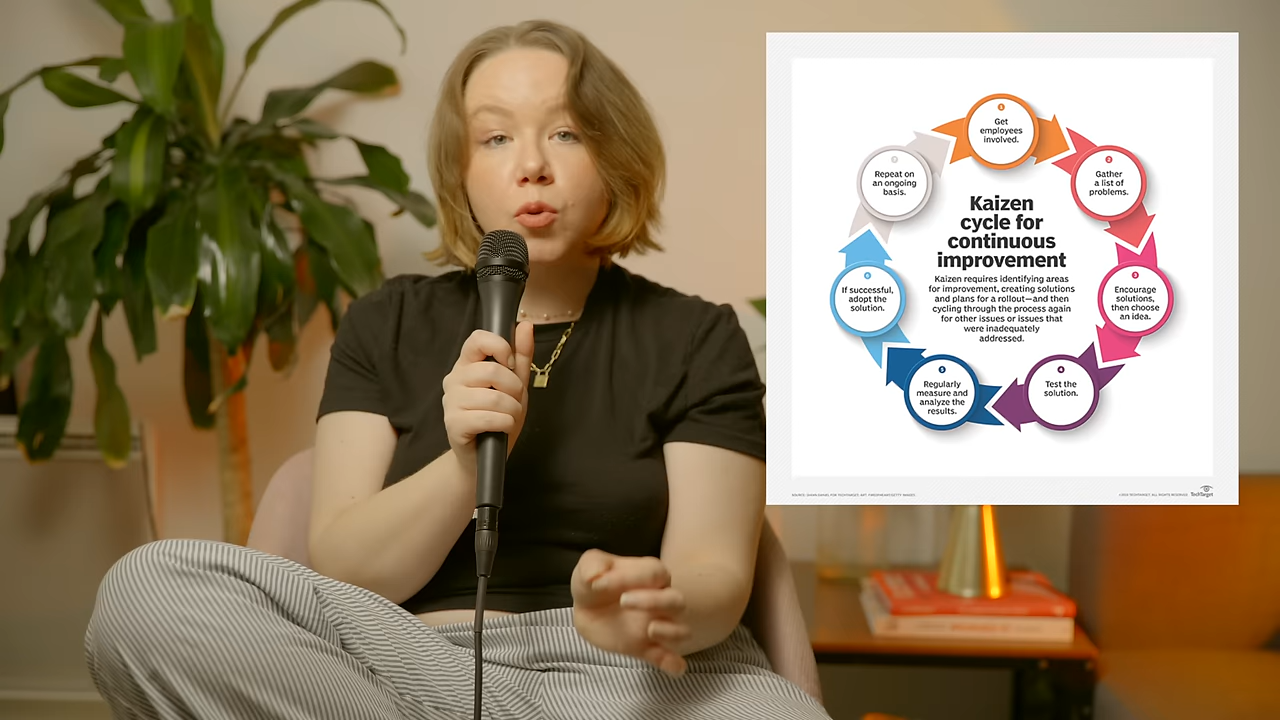 1
Get
employees
involved.
2
Gather
a list of
problems.
3
Encourage
solutions,
then choose
an idea.
4
Test the
solution.
5
Regularly
measure and
analyze the
results.
6
If successful,
adopt the
solution.
7
Repeat on
an ongoing
basis.
Kaizen
cycle for
continuous
improvement
Kaizen requires identifying areas
for improvement, creating solutions
and plans for a rollout—and then
cycling through the process again
for other issues or issues that
were inadequately
addressed.
TechTarget